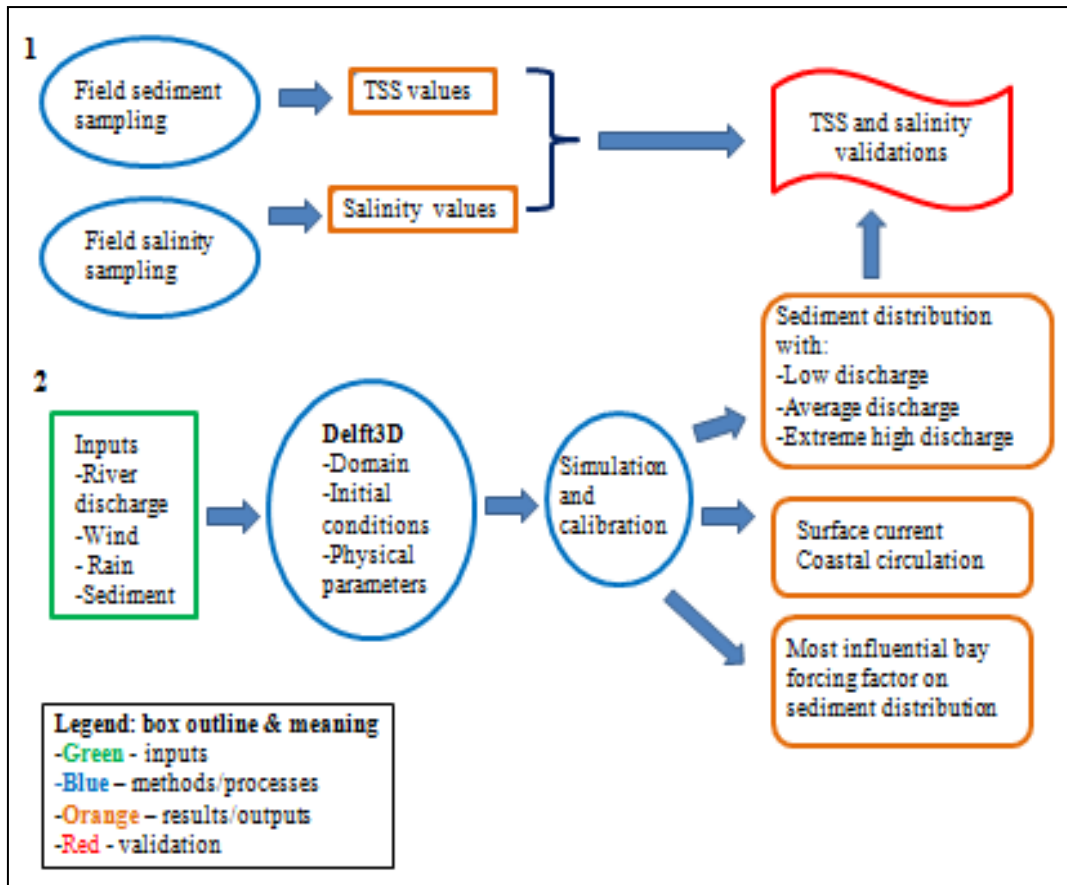 1
Field sediment
sampling
TSS values
TSS and salinity
validations
Field salinity
sampling
Salinity values
Sediment distribution
with:
-Low discharge
-Average discharge
-Extreme high discharge
2
Inputs
-River
discharge
-Wind
- Rain
-Sediment
Delft3D
-Domain
-Initial
conditions
-Physical
parameters
Simulation
and
calibration
Surface current
Coastal circulation
Most influential bay
forcing factor on
sediment distribution
Legend: box outline & meaning
-Green - inputs
-Blue – methods/processes
-Orange – results/outputs
-Red - validation